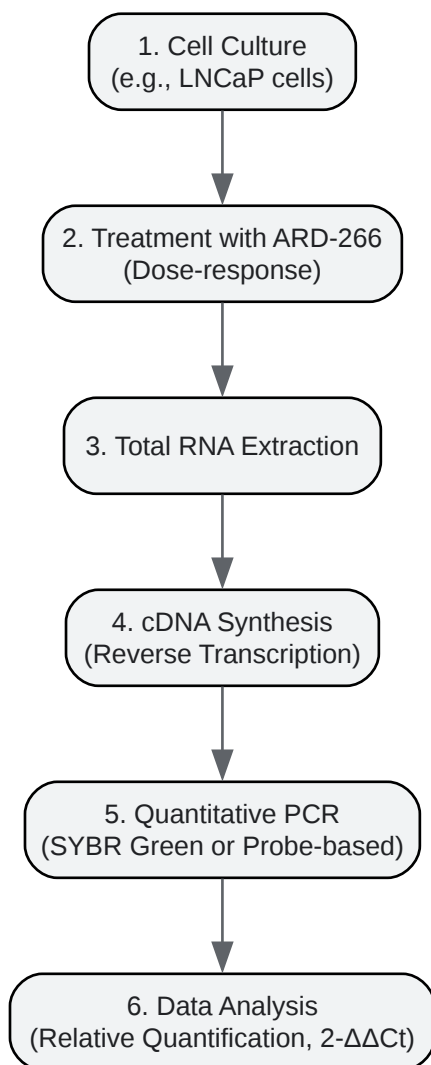 1. Cell Culture
(e.g., LNCaP cells)
2. Treatment with ARD-266
(Dose-response)
3. Total RNA Extraction
4. cDNA Synthesis
(Reverse Transcription)
5. Quantitative PCR
(SYBR Green or Probe-based)
6. Data Analysis
(Relative Quantification, 2-ΔΔCt)